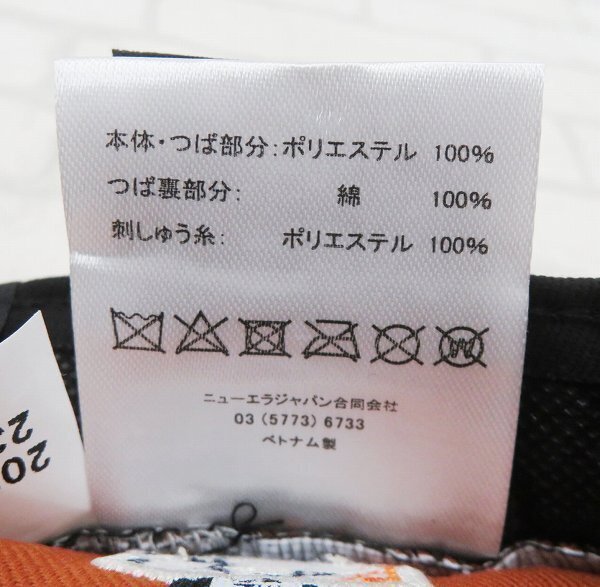 本体・つば部分：ポリエステル 100%
つば裏部分： 綿 100%
刺しゅう糸： ポリエステル 100%
W
ニューエラジャパン合同会社
03 (5773) 6733
ベトナム製